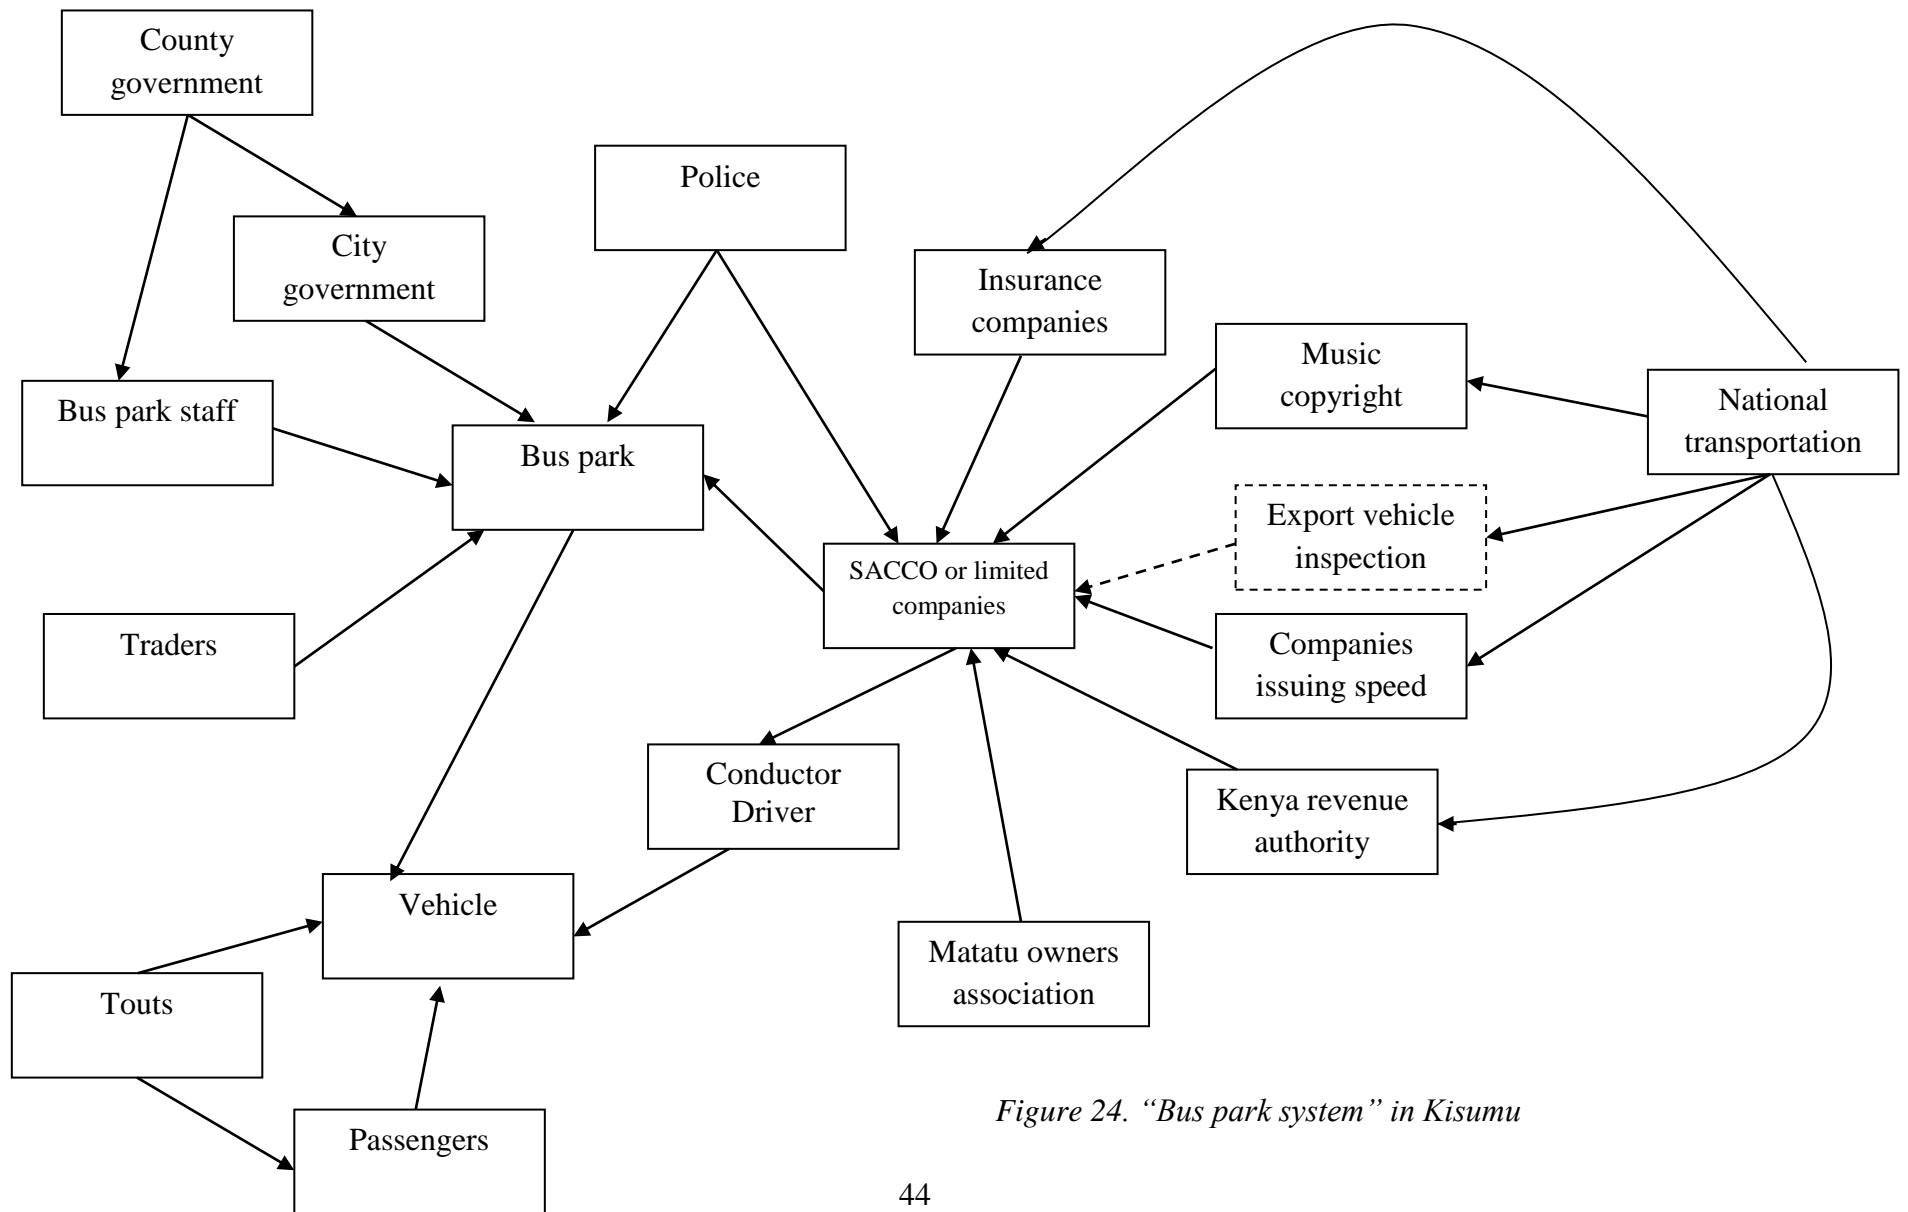 County
government
Police
City
government
Insurance
companies
Music
copyright
National
transportation
Bus park staff
Bus park
Export vehicle
inspection
SACCO or limited
companies
Traders
Companies
issuing speed
Conductor
Driver
Kenya revenue
authority
Vehicle
Matatu owners
association
Touts
Passengers
Figure 24. “Bus park system” in Kisumu
44